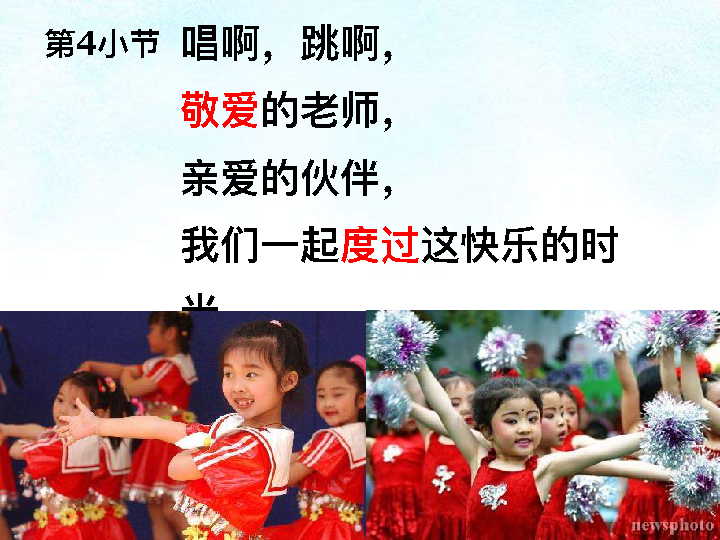 第4小节
唱啊，跳啊，
敬爱的老师，
亲爱的伙伴，
我们一起度过这快乐的时
newsphoto